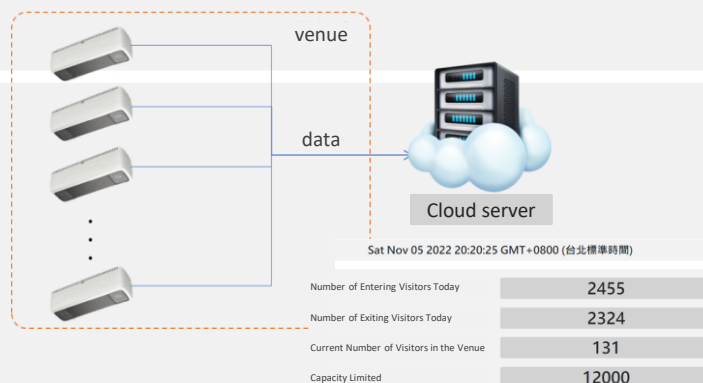 venue
data
Cloud server
Sat Nov 05 2022 20:20:25 GMT+0800 (台北標準時間)
Number of Entering Visitors Today 2455
Number of Exiting Visitors Today 2324
Current Number of Visitors in the Venue 131
Capacity Limited 12000